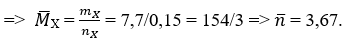 => M̅X = mX/nX = 7,7/0,15 = 154/3 => n̅ = 3,67.